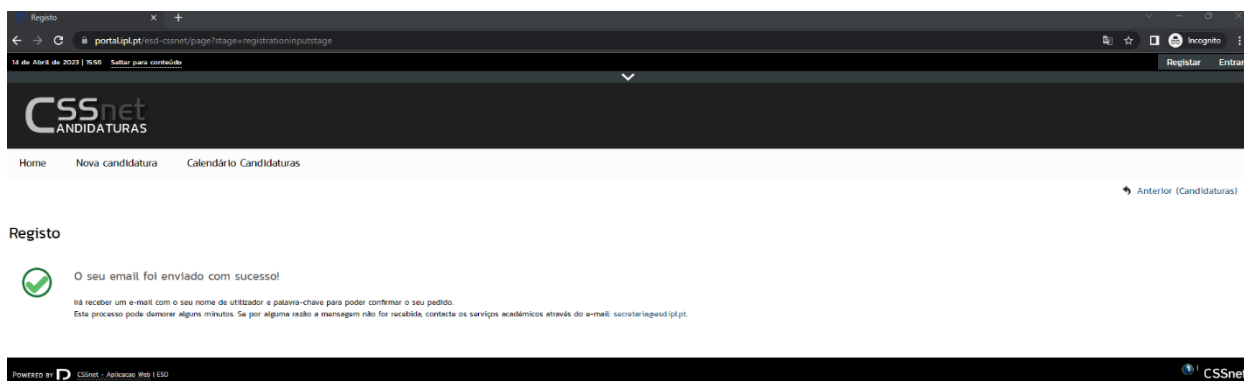 Registo
portal.ipl.pt/esd-cssnet/page?stage=registrationinputstage
Incognito
14 de Abril de 2023 | 15:56 Saltar para conteúdo
Registar Entrar
CSSnet
CANDIDATURAS
Home Nova candidatura Calendário Candidaturas
Anterior (Candidaturas)
Registo
O seu email foi enviado com sucesso!
Irá receber um e-mail com o seu nome de utilizador e palavra-chave para poder confirmar o seu pedido.
Este processo pode demorar alguns minutos. Se por alguma razão a mensagem não for recebida, contacte os serviços académicos através do e-mail: secretaria@esd.ipl.pt.
POWERED BY CSSnet - Aplicacao Web | ESD
CSSnet